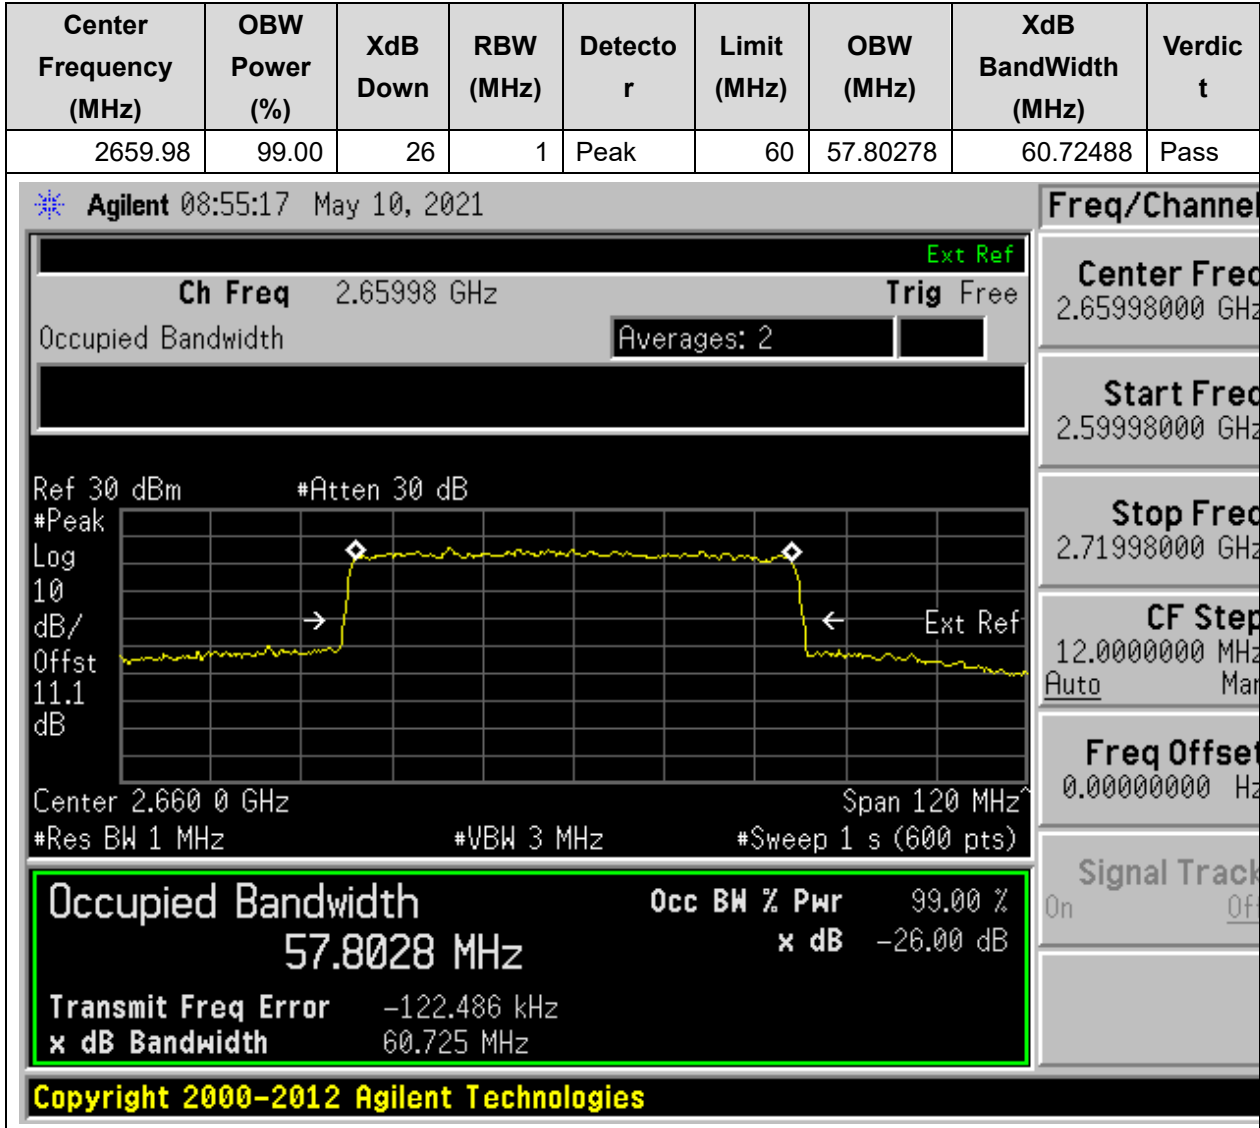 Center Frequency (MHz) OBW Power (%) XdB Down RBW (MHz) Detecto r Limit (MHz) OBW (MHz) XdB BandWidth (MHz) Verdic t
2659.98 99.00 26 1 Peak 60 57.80278 60.72488 Pass
Agilent 08:55:17 May 10, 2021 Freq/Channel
Ext Ref
Ch Freq 2.65998 GHz Trig Free
Occupied Bandwidth Averages: 2
Center Freq
2.65998000 GHz
Start Freq
2.59998000 GHz
Stop Freq
2.71998000 GHz
CF Step
12.0000000 MHz
Auto Man
Freq Offset
0.00000000 Hz
Signal Track
On Off
Ref 30 dBm #Atten 30 dB
#Peak
Log
10
dB/
Offst
11.1
dB
Ext Ref
Center 2.660 0 GHz Span 120 MHz^
#Res BW 1 MHz #VBW 3 MHz #Sweep 1 s (600 pts)
Occupied Bandwidth Occ BW % Pwr 99.00 %
57.8028 MHz x dB -26.00 dB
Transmit Freq Error -122.486 kHz
x dB Bandwidth 60.725 MHz
Copyright 2000-2012 Agilent Technologies